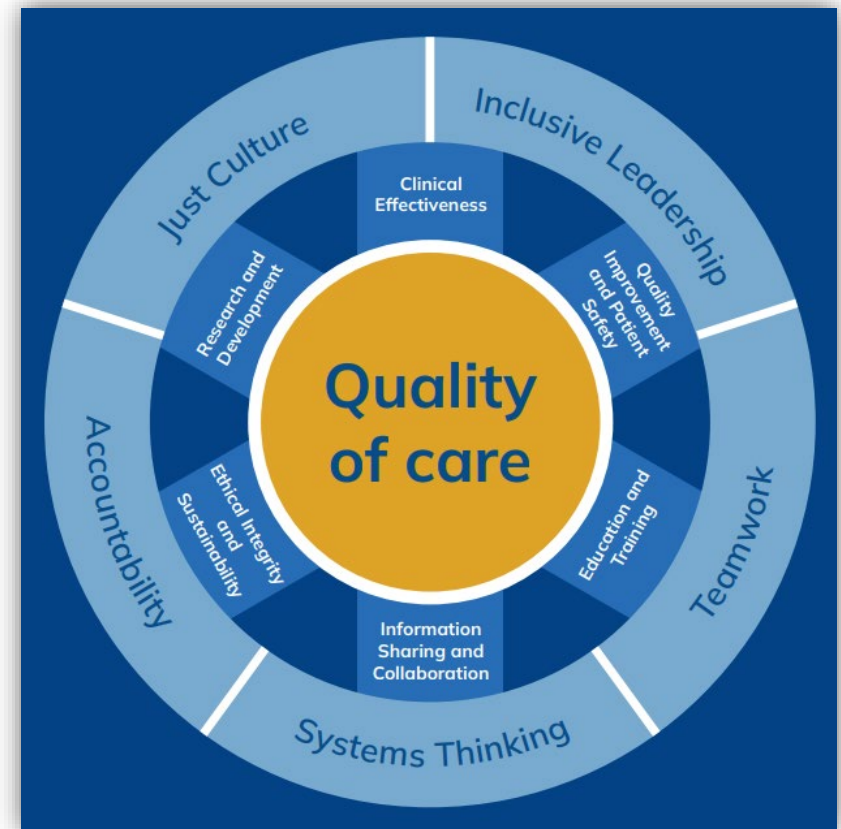 Just Culture
Inclusive Leadership
Clinical
Effectiveness
Research and
Development
Quality
Improvement
and Patient
Safety
Quality
of care
Accountability
Ethical Integrity
and
Sustainability
Education and
Training
Teamwork
Information
Sharing and
Collaboration
Systems Thinking